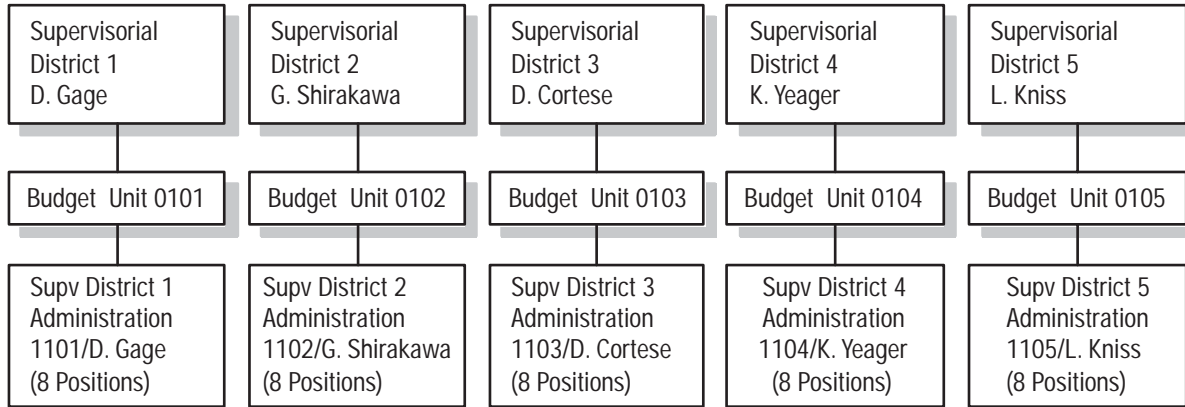 Supervisorial
District 1
D. Gage
Supervisorial
District 2
G. Shirakawa
Supervisorial
District 3
D. Cortese
Supervisorial
District 4
K. Yeager
Supervisorial
District 5
L. Kniss
Budget Unit 0101
Budget Unit 0102
Budget Unit 0103
Budget Unit 0104
Budget Unit 0105
Supv District 1
Administration
1101/D. Gage
(8 Positions)
Supv District 2
Administration
1102/G. Shirakawa
(8 Positions)
Supv District 3
Administration
1103/D. Cortese
(8 Positions)
Supv District 4
Administration
1104/K. Yeager
(8 Positions)
Supv District 5
Administration
1105/L. Kniss
(8 Positions)